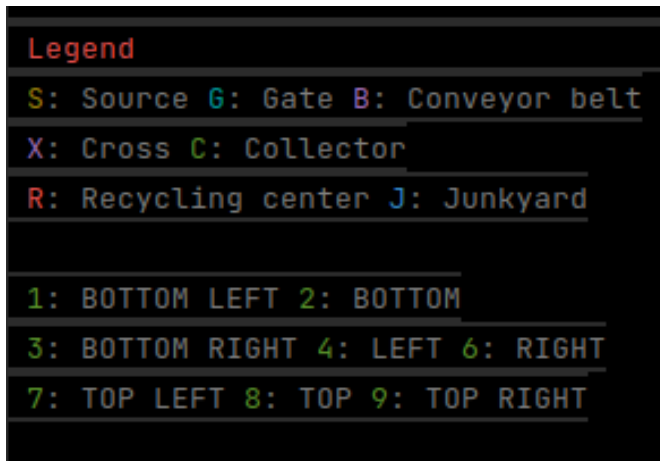 Legend
S: Source G: Gate B: Conveyor belt
X: Cross C: Collector
R: Recycling center J: Junkyard
1: BOTTOM LEFT 2: BOTTOM
3: BOTTOM RIGHT 4: LEFT 6: RIGHT
7: TOP LEFT 8: TOP 9: TOP RIGHT